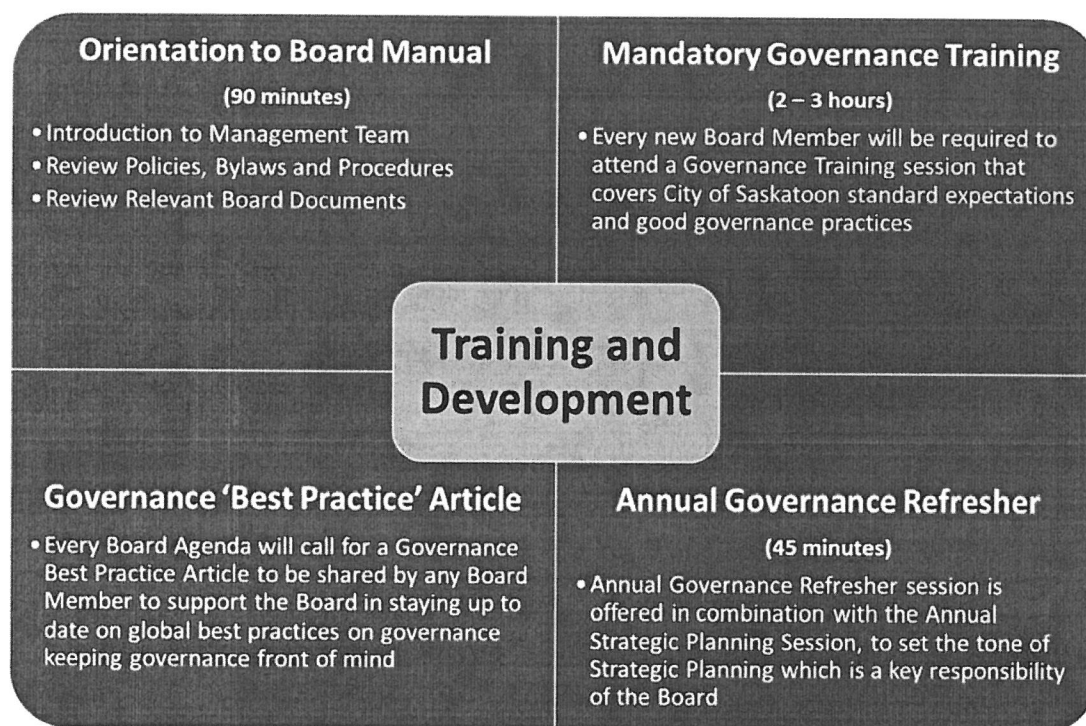 Orientation to Board Manual
(90 minutes)
• Introduction to Management Team
• Review Policies, Bylaws and Procedures
• Review Relevant Board Documents
Mandatory Governance Training
(2 – 3 hours)
• Every new Board Member will be required to
attend a Governance Training session that
covers City of Saskatoon standard expectations
and good governance practices
Training and
Development
Governance ‘Best Practice’ Article
• Every Board Agenda will call for a Governance
Best Practice Article to be shared by any Board
Member to support the Board in staying up to
date on global best practices on governance
keeping governance front of mind
Annual Governance Refresher
(45 minutes)
• Annual Governance Refresher session is
offered in combination with the Annual
Strategic Planning Session, to set the tone of
Strategic Planning which is a key responsibility
of the Board